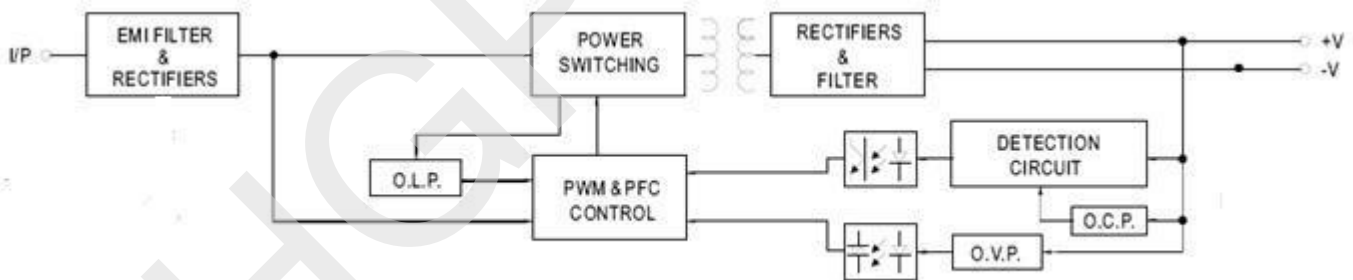 I/P
EMI FILTER
&
RECTIFIERS
POWER
SWITCHING
RECTIFIERS
&
FILTER
+V
-V
O.L.P.
PWM & PFC
CONTROL
DETECTION
CIRCUIT
O.C.P.
O.V.P.